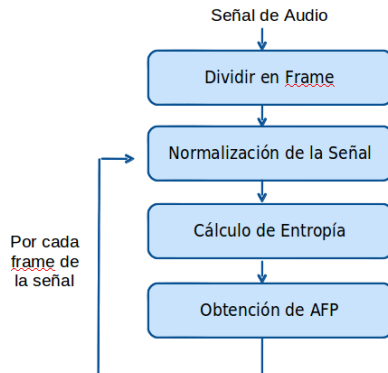 Señal de Audio
Dividir en Frame
Normalización de la Señal
Cálculo de Entropía
Por cada
frame de
la señal
Obtención de AFP